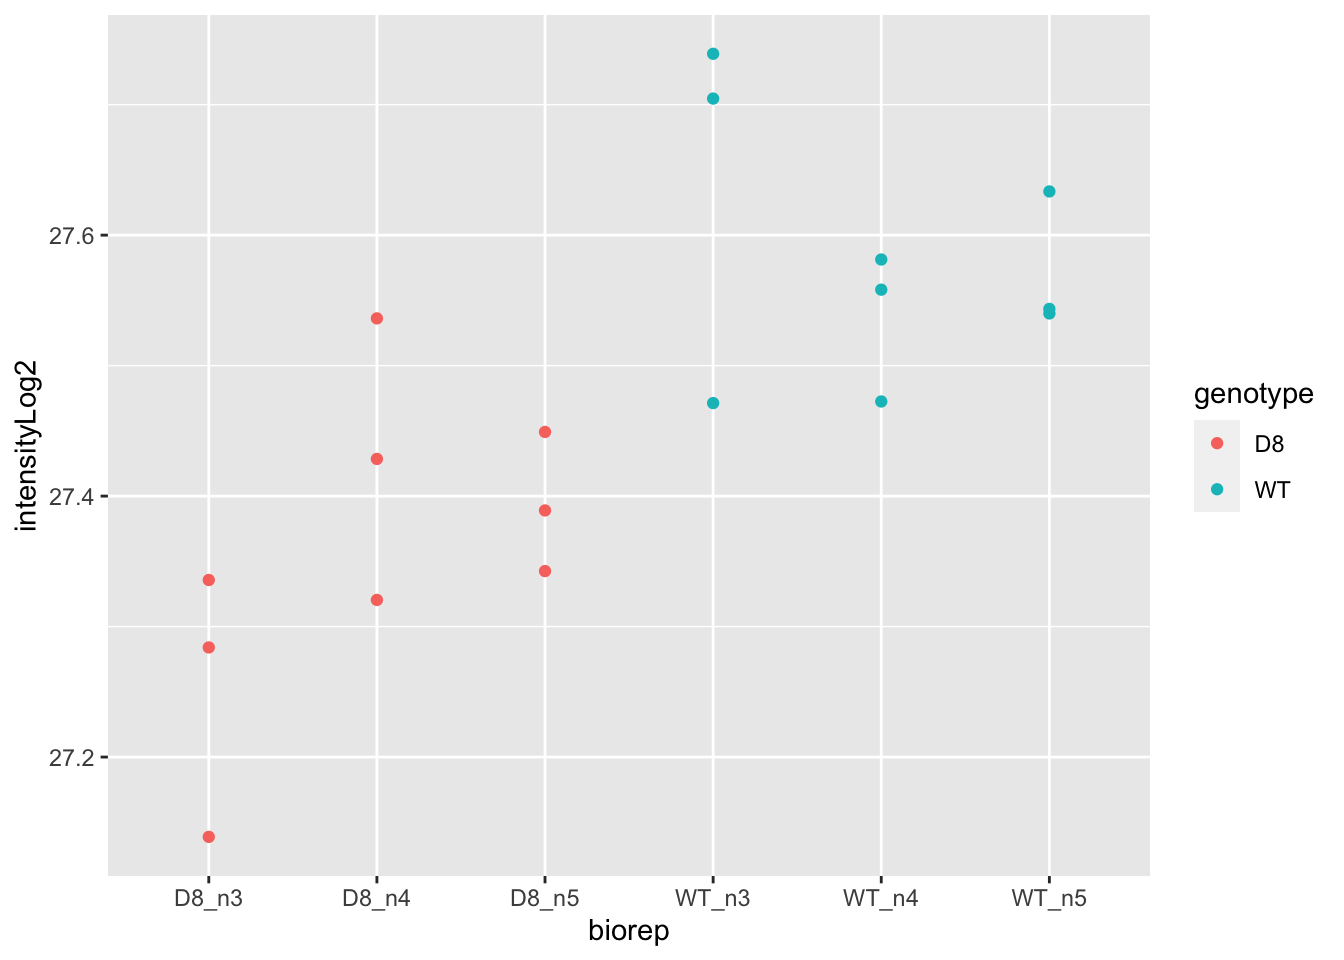 27.6
27.4
27.2
intensityLog2
D8_n3 D8_n4 D8_n5 WT_n3 WT_n4 WT_n5
biorep
genotype
D8
WT